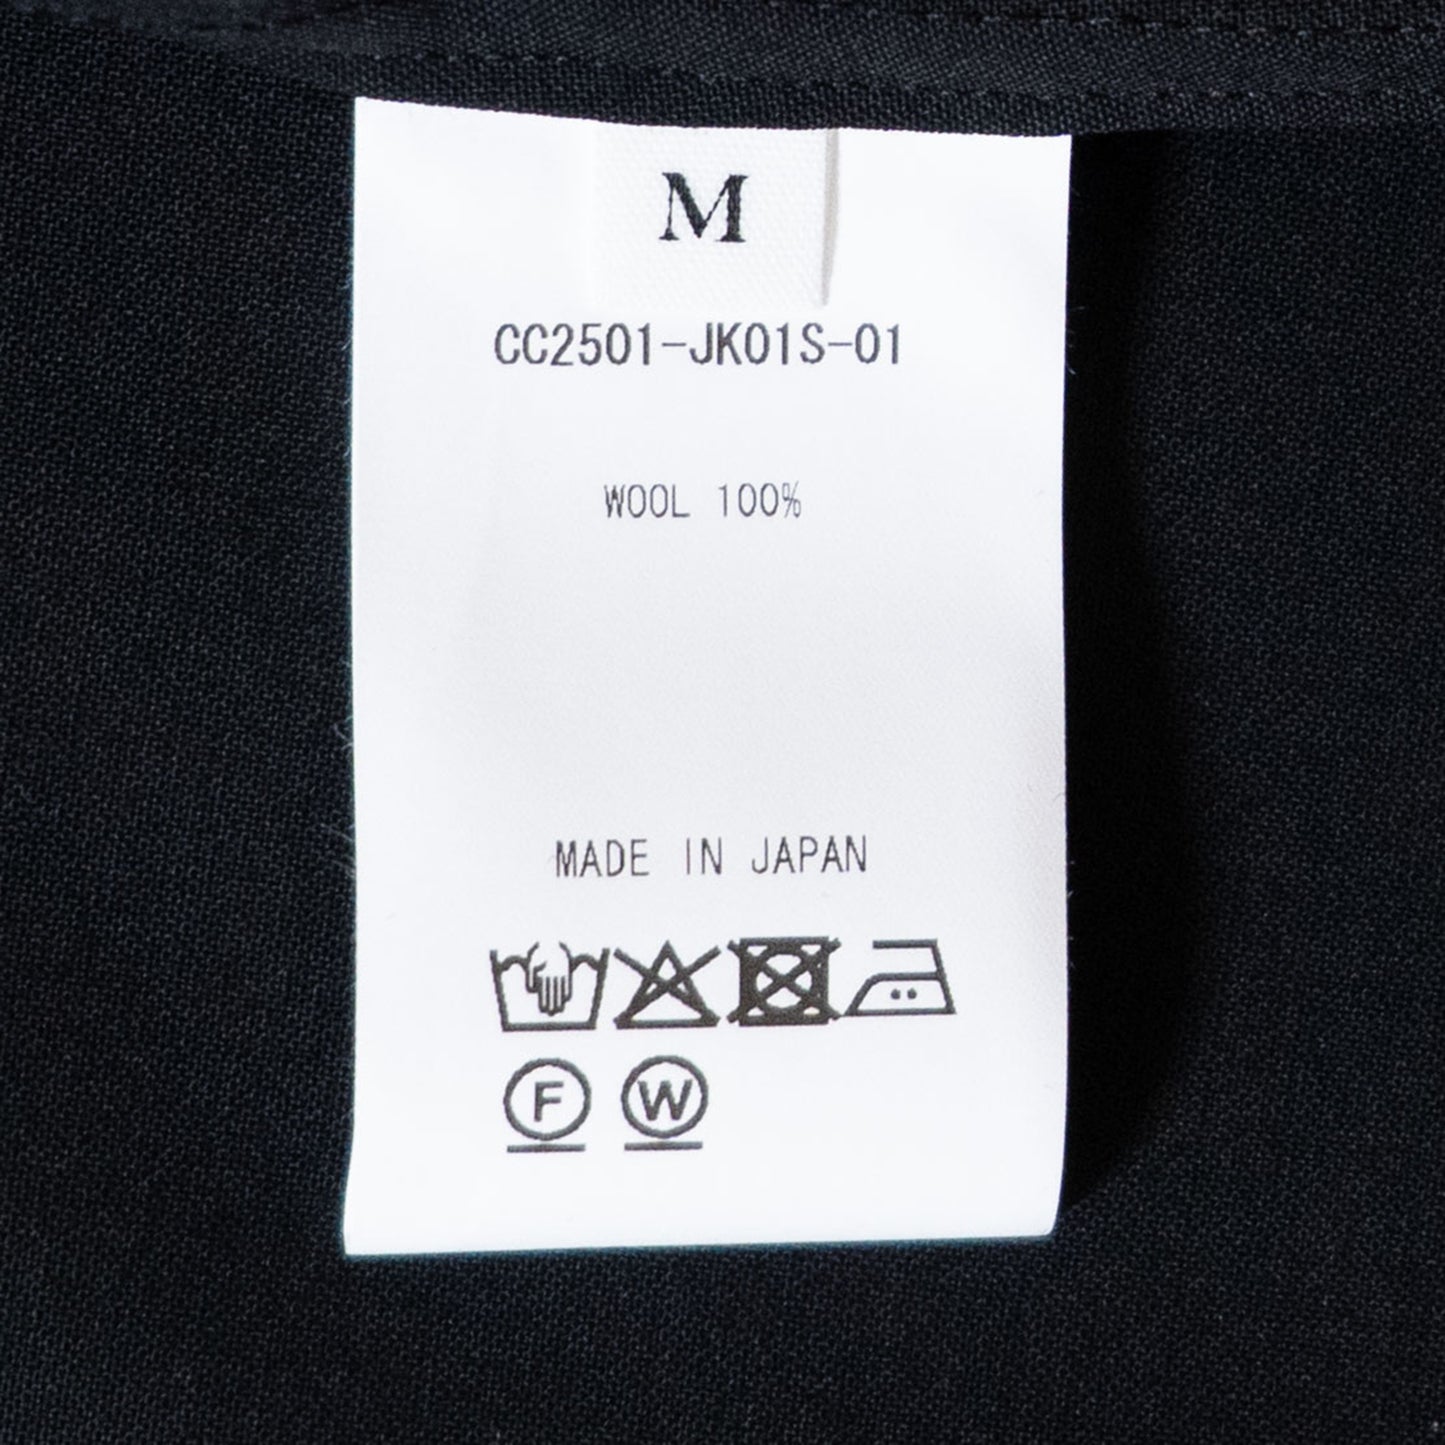 M
CC2501-JK01S-01
WOOL 100%
MADE IN JAPAN
F W